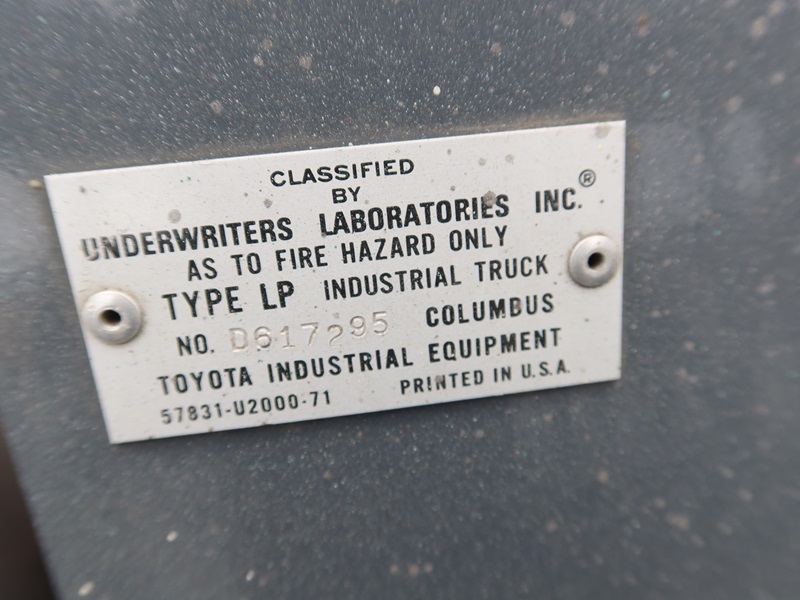 CLASSIFIED
BY
UNDERWRITERS LABORATORIES INC.®
AS TO FIRE HAZARD ONLY
TYPE LP INDUSTRIAL TRUCK
NO. D617295 COLUMBUS
TOYOTA INDUSTRIAL EQUIPMENT
57831-U2000-71 PRINTED IN U.S.A.